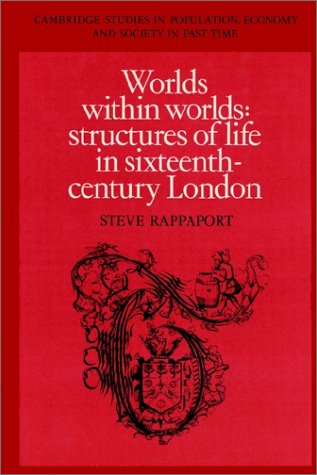 CAMBRIDGE STUDIES IN POPULATION, ECONOMY
AND SOCIETY IN PAST TIME
Worlds
within worlds:
structures of life
in sixteenth-
century London
STEVE RAPPAPORT